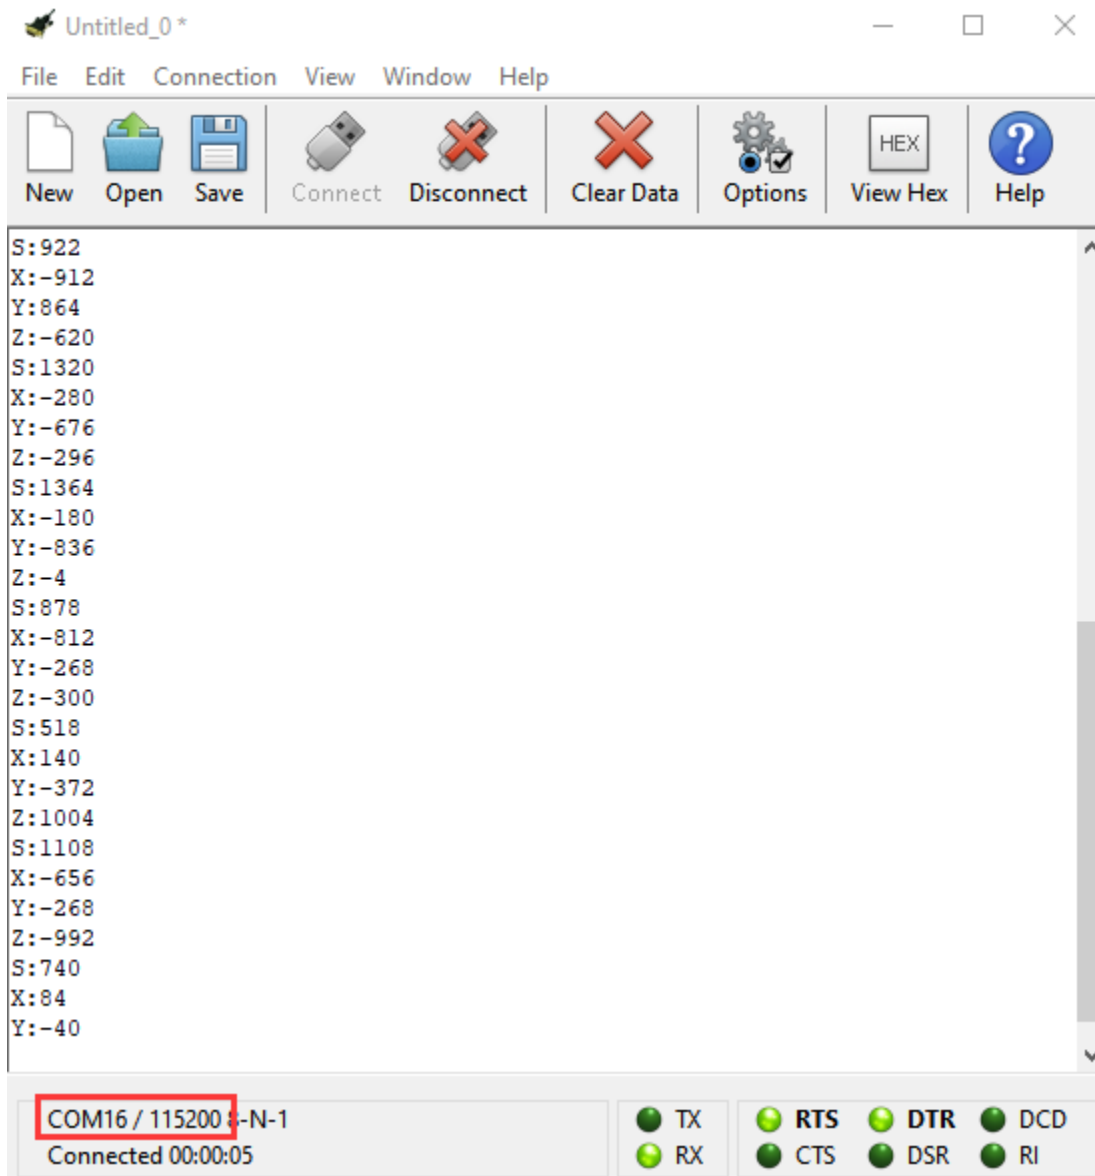 Untitled_0 *
File Edit Connection View Window Help
HEX
?
New Open Save Connect Disconnect Clear Data Options View Hex Help
S:922
X:-912
Y:864
Z:-620
S:1320
X:-280
Y:-676
Z:-296
S:1364
X:-180
Y:-836
Z:-4
S:878
X:-812
Y:-268
Z:-300
S:518
X:140
Y:-372
Z:1004
S:1108
X:-656
Y:-268
Z:-992
S:740
X:84
Y:-40
COM16 / 115200 8-N-1 TX RTS DTR DCD
Connected 00:00:05 RX CTS DSR RI